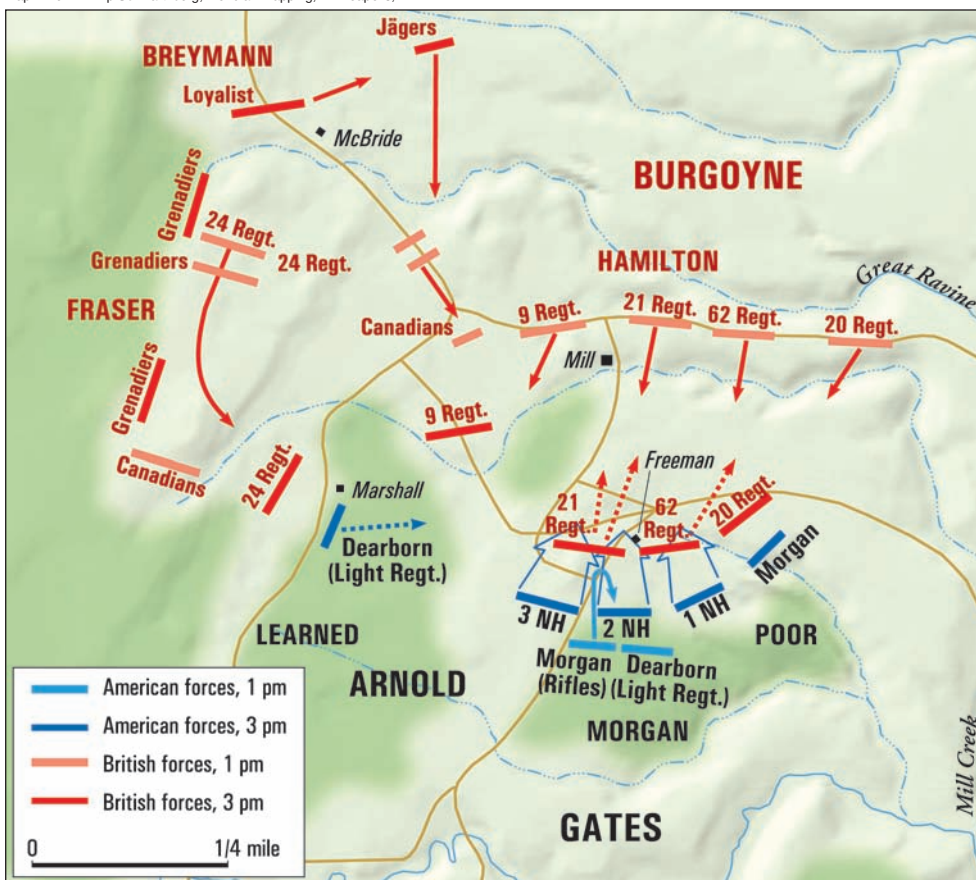 Jägers
BREYMANN
Loyalist
McBride
BURGOYNE
Grenadiers
24 Regt.
Grenadiers
24 Regt.
HAMILTON
Great Ravine
FRASER
Canadians
9 Regt.
21 Regt.
62 Regt.
20 Regt.
Mill
Grenadiers
9 Regt.
Canadians
24 Regt.
Marshall
Freeman
21
Regt.
62
Regt.
20 Regt.
Dearborn
(Light Regt.)
Morgan
3 NH
2 NH
1 NH
LEARNED
POOR
ARNOLD
Morgan
(Rifles)
Dearborn
(Light Regt.)
MORGAN
GATES
Mill Creek
American forces, 1 pm
American forces, 3 pm
British forces, 1 pm
British forces, 3 pm
0
1/4 mile